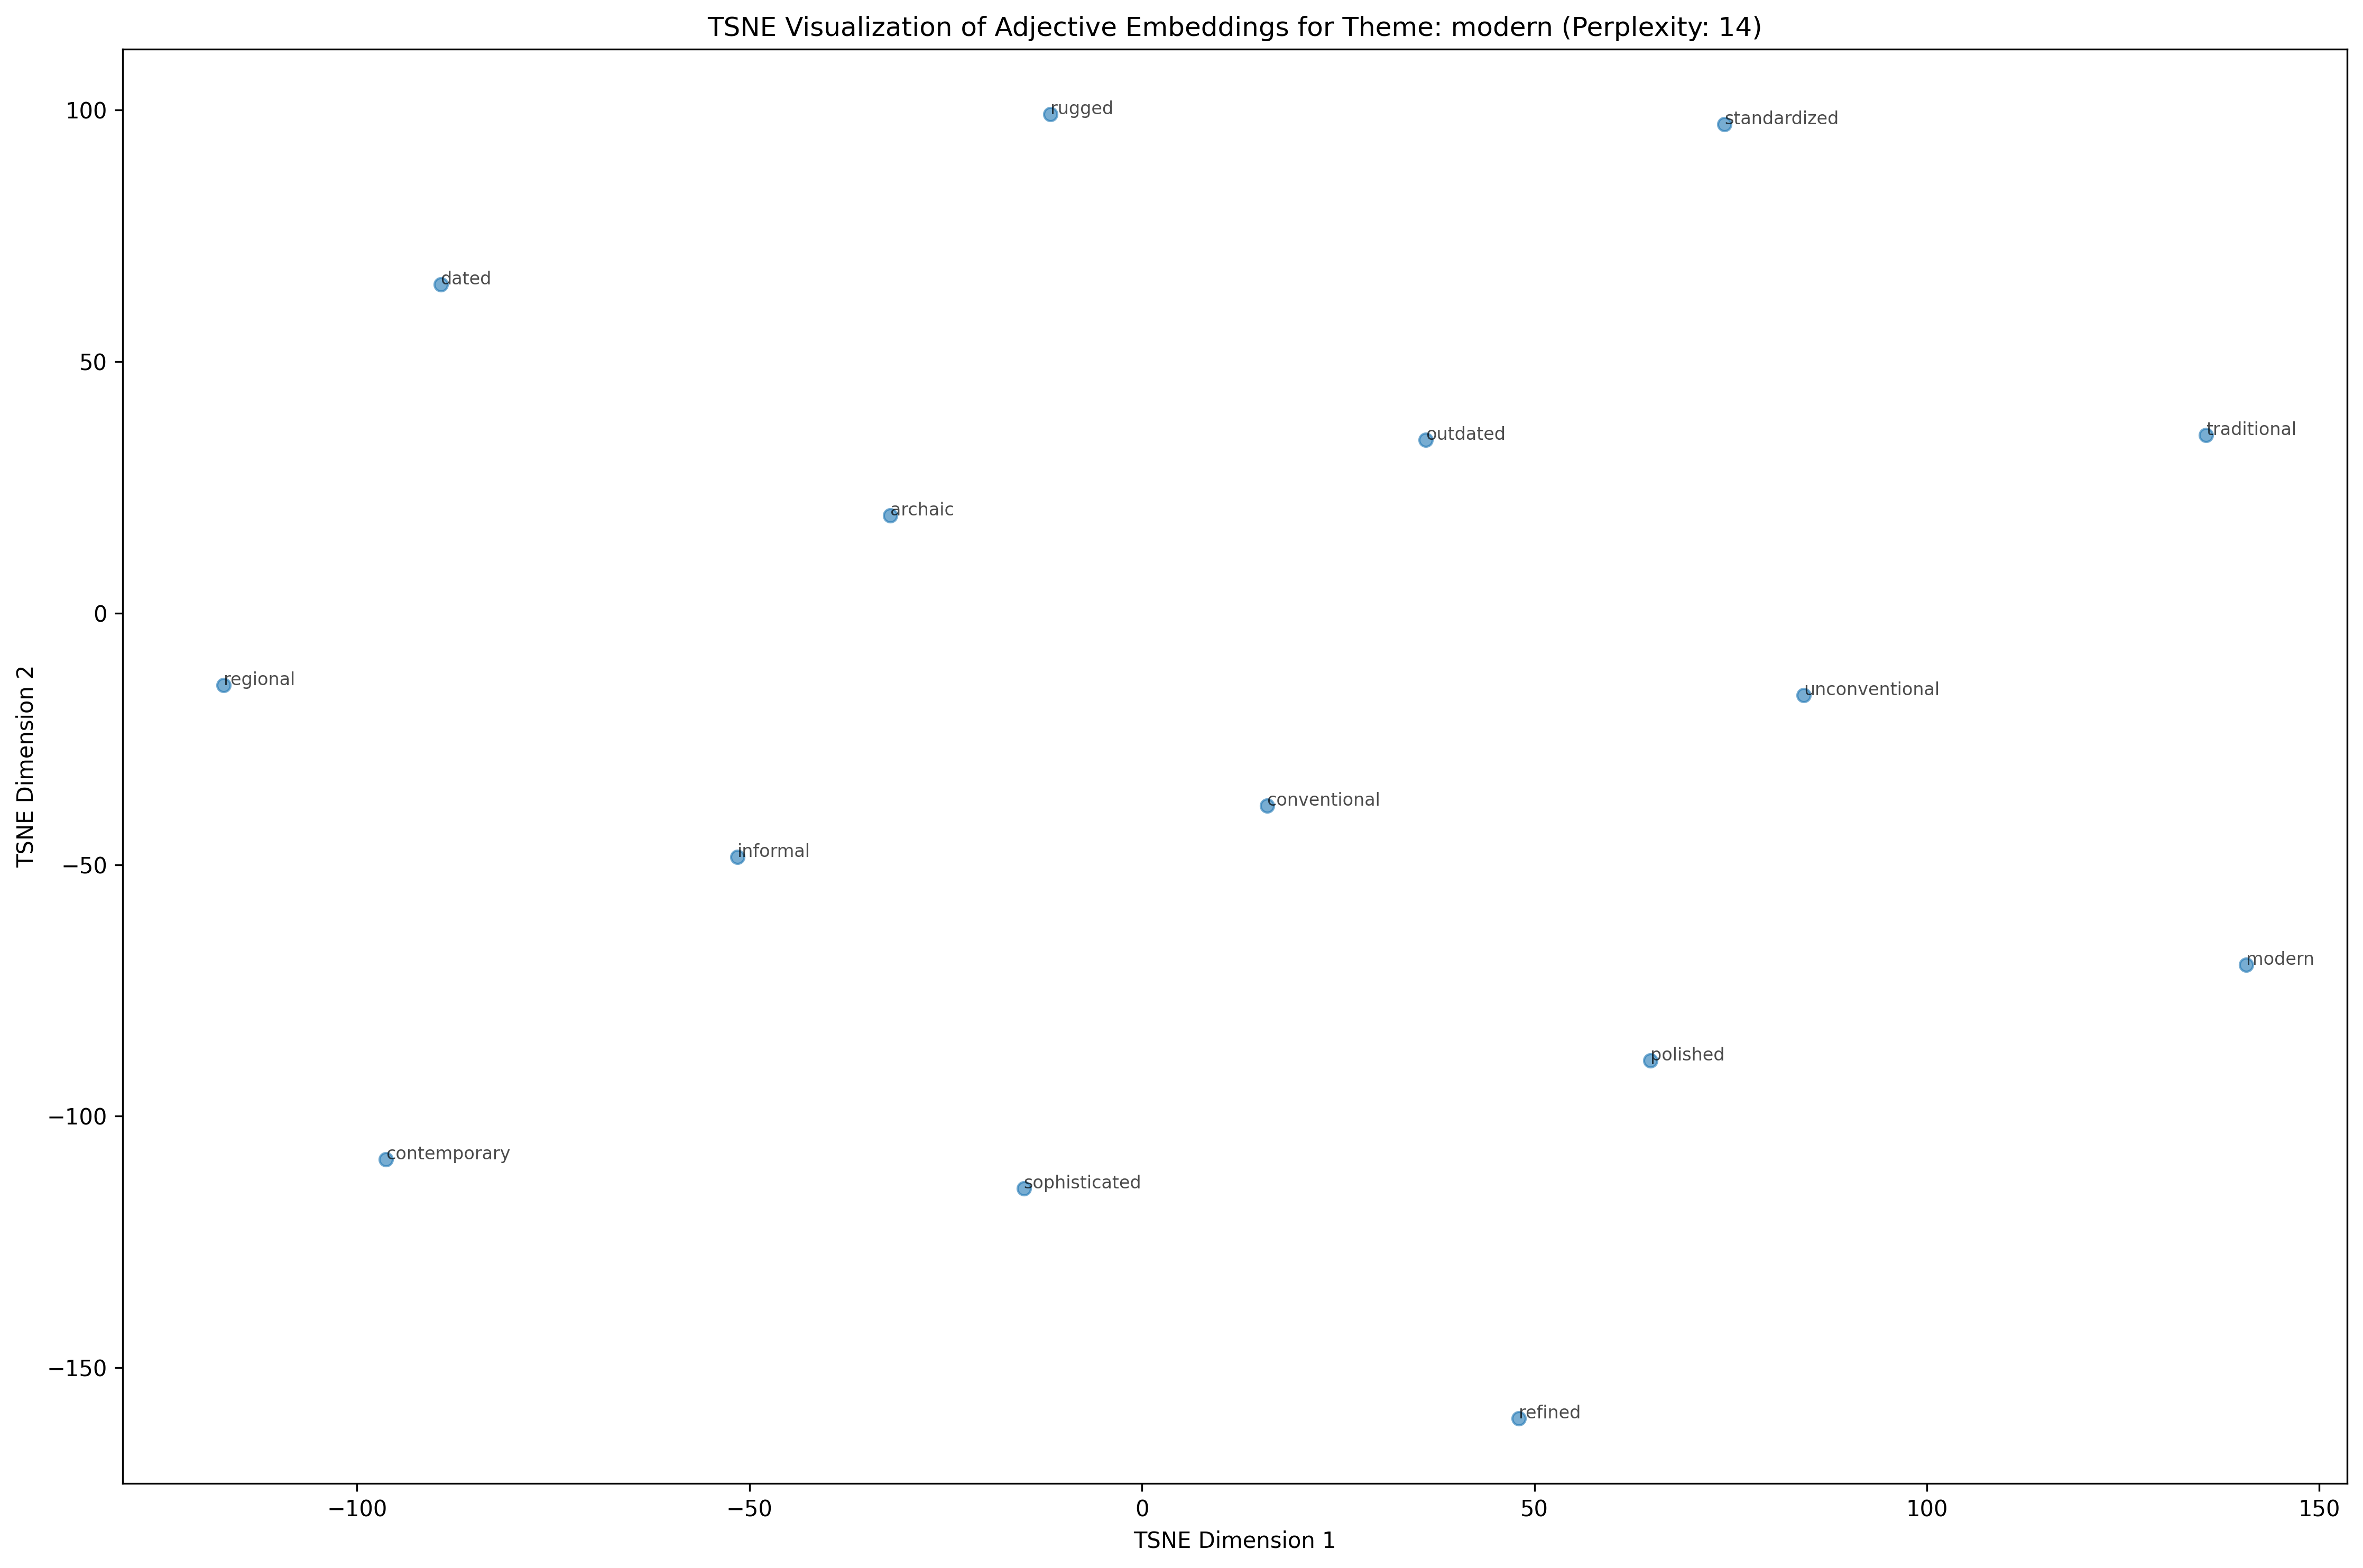 TSNE Visualization of Adjective Embeddings for Theme: modern (Perplexity: 14)
100
50
0
−50
−100
−150
TSNE Dimension 2
rugged
standardized
dated
outdated
traditional
archaic
regional
unconventional
conventional
informal
modern
polished
contemporary
sophisticated
refined
−100
−50
0
50
100
150
TSNE Dimension 1